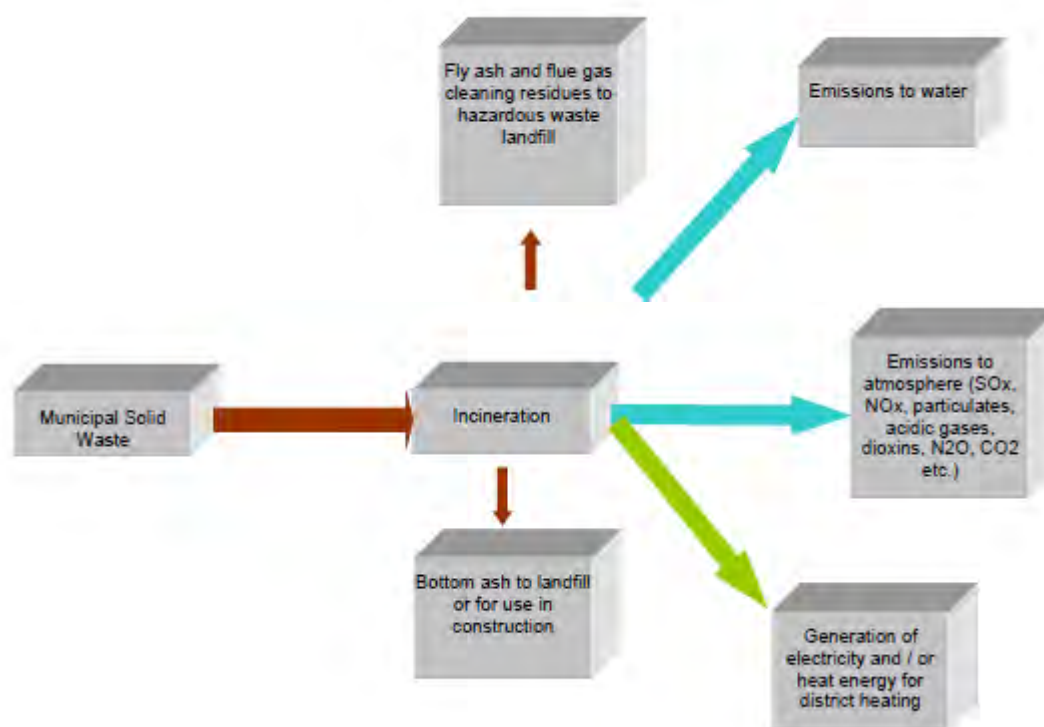 Fly ash and flue gas
cleaning residues to
hazardous waste
landfill
Emissions to water
Municipal Solid
Waste
Incineration
Emissions to
atmosphere (SOx,
NOx, particulates,
acidic gases,
dioxins, N2O, CO2
etc.)
Bottom ash to landfill
or for use in
construction
Generation of
electricity and / or
heat energy for
district heating